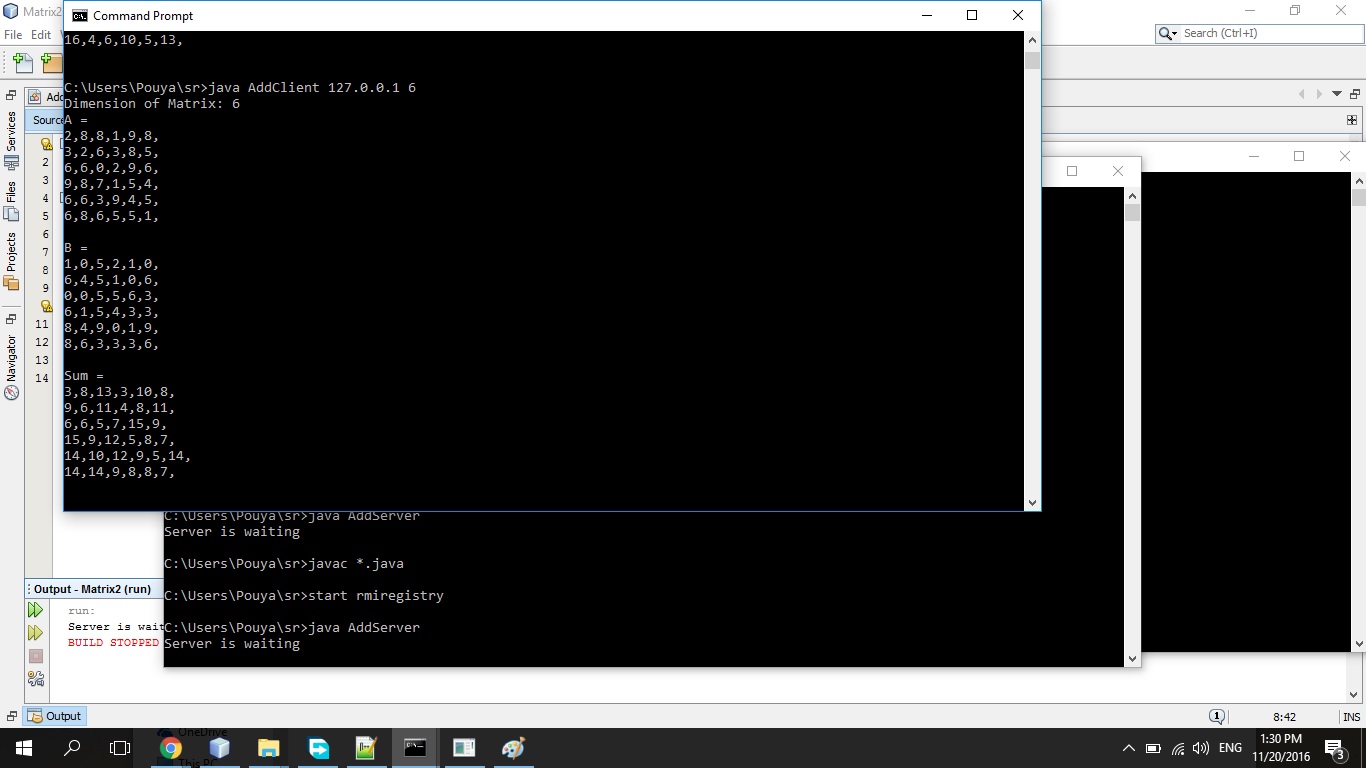 Matrix2
Command Prompt
File Edit
Search (Ctrl+I)
16,4,6,10,5,13,
C:\Users\Pouya\sr>java AddClient 127.0.0.1 6
Dimension of Matrix: 6
A =
2,8,8,1,9,8,
3,2,6,3,8,5,
6,6,0,2,9,6,
9,8,7,1,5,4,
6,6,3,9,4,5,
6,8,6,5,5,1,
B =
1,0,5,2,1,0,
6,4,5,1,0,6,
0,0,5,5,6,3,
6,1,5,4,3,3,
8,4,9,0,1,9,
8,6,3,3,3,6,
Sum =
3,8,13,3,10,8,
9,6,11,4,8,11,
6,6,5,7,15,9,
15,9,12,5,8,7,
14,10,12,9,5,14,
14,14,9,8,8,7,
Services
Files
Projects
Navigator
Add
Source
2
3
4
5
6
7
8
9
11
12
13
14
C:\Users\Pouya\sr>java AddServer
Server is waiting
C:\Users\Pouya\sr>javac *.java
C:\Users\Pouya\sr>start rmiregistry
C:\Users\Pouya\sr>java AddServer
Server is waiting
Output - Matrix2 (run)
run:
Server is wait
BUILD STOPPED
Output
1
8:42
INS
OneDrive
This PC
ENG
1:30 PM
11/20/2016
3